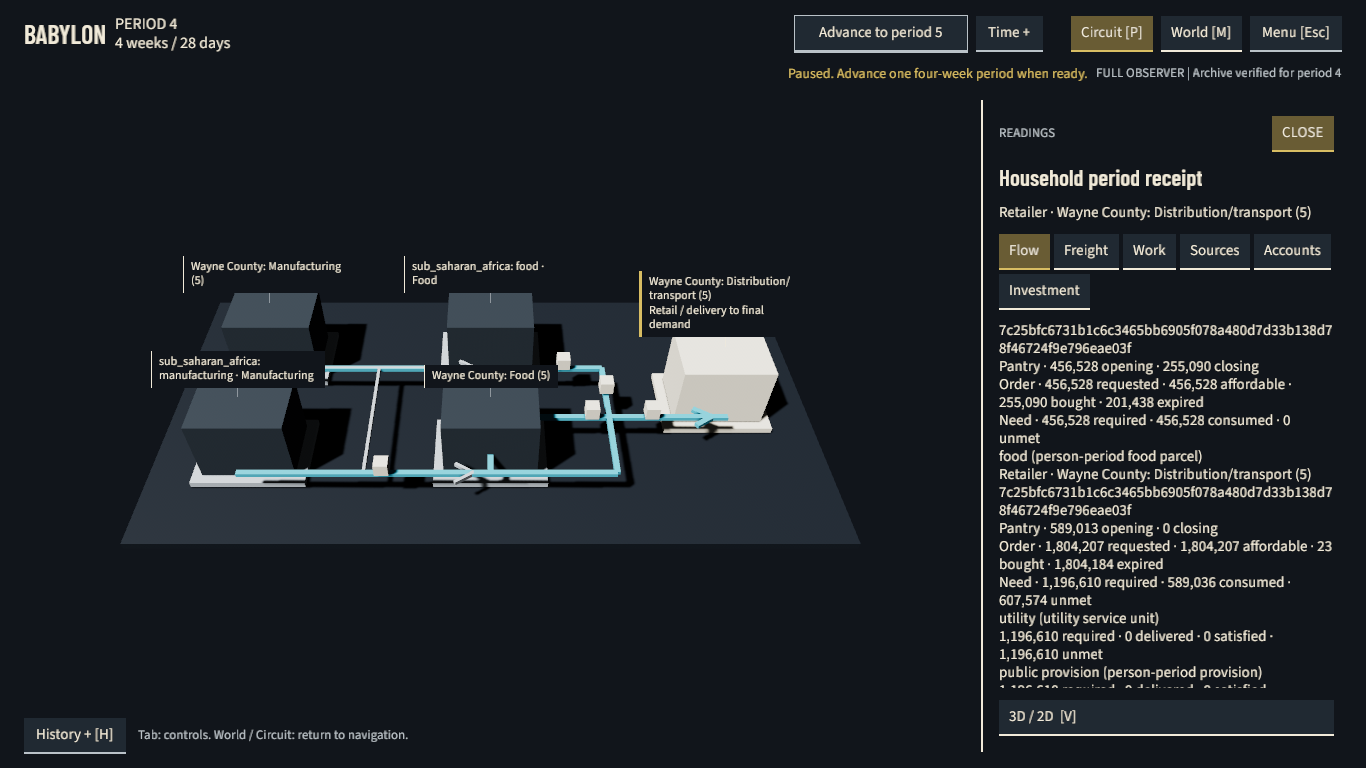 BABYLON
PERIOD 4
4 weeks / 28 days
Advance to period 5
Time +
Circuit [P]
World [M]
Menu [Esc]
Paused. Advance one four-week period when ready.
FULL OBSERVER | Archive verified for period 4
READINGS
CLOSE
Household period receipt
Retailer · Wayne County: Distribution/transport (5)
Flow
Freight
Work
Sources
Accounts
Investment
7c25bfc6731b1c6c3465bb6905f078a480d7d33b138d7
8f46724f9e796eae03f
Pantry · 456,528 opening · 255,090 closing
Order · 456,528 requested · 456,528 affordable ·
255,090 bought · 201,438 expired
Need · 456,528 required · 456,528 consumed · 0
unmet
food (person-period food parcel)
Retailer · Wayne County: Distribution/transport (5)
7c25bfc6731b1c6c3465bb6905f078a480d7d33b138d7
8f46724f9e796eae03f
Pantry · 589,013 opening · 0 closing
Order · 1,804,207 requested · 1,804,207 affordable · 23
bought · 1,804,184 expired
Need · 1,196,610 required · 589,036 consumed ·
607,574 unmet
utility (utility service unit)
1,196,610 required · 0 delivered · 0 satisfied ·
1,196,610 unmet
public provision (person-period provision)
1,196,610 required · 0 delivered · 0 satisfied
3D / 2D [V]
Wayne County: Manufacturing
(5)
sub_saharan_africa: food ·
Food
Wayne County: Distribution/
transport (5)
Retail / delivery to final
demand
sub_saharan_africa:
manufacturing · Manufacturing
Wayne County: Food (5)
History + [H]
Tab: controls. World / Circuit: return to navigation.